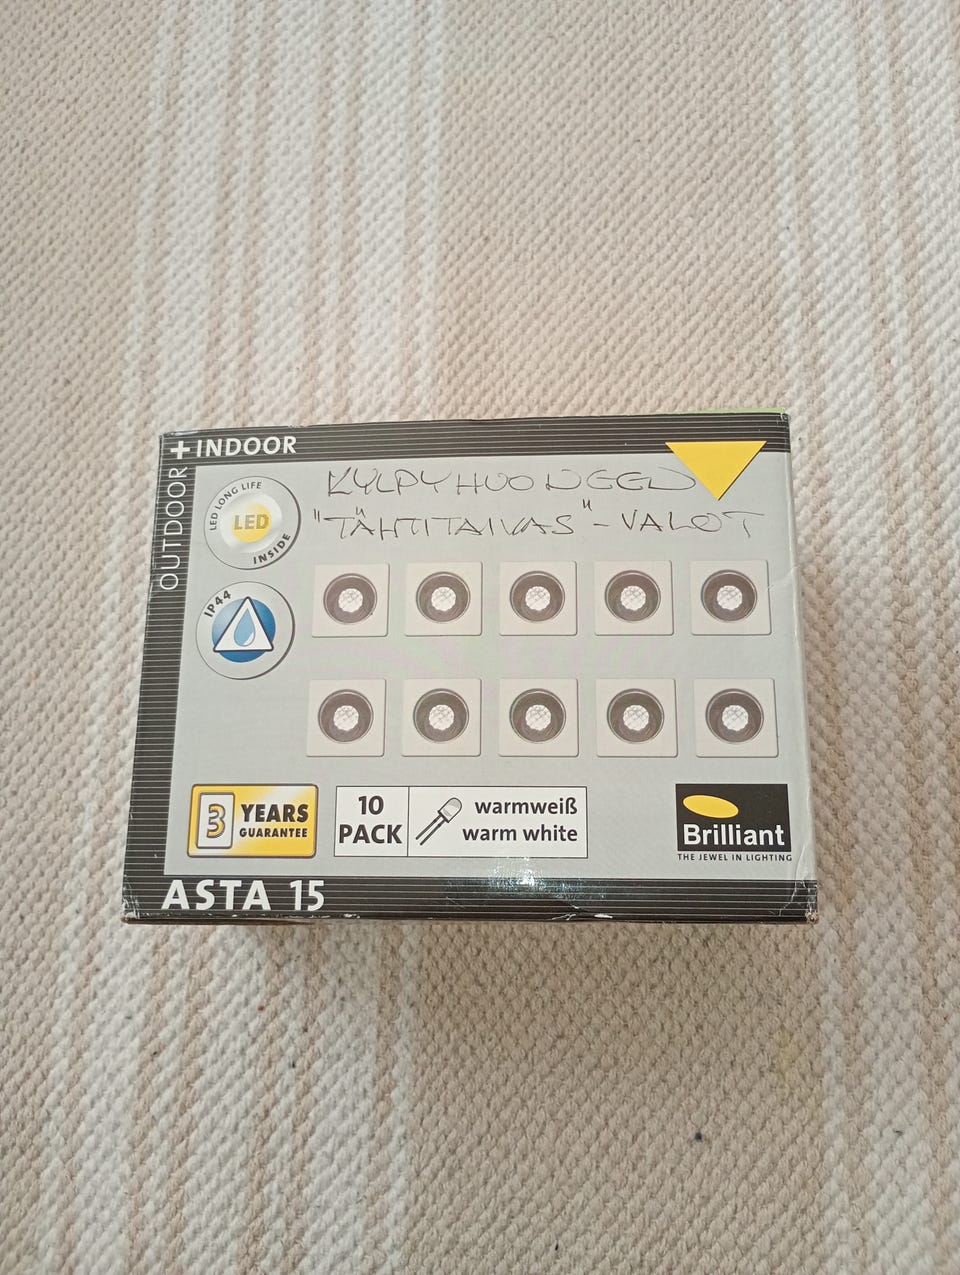 + INDOOR
OUTDOOR
LED LONG LIFE
LED
INSIDE
KYLPYHUONEEN
"TÄHTITAIVAS"-VALOT
IP44
3 YEARS
GUARANTEE
10
PACK
warmweiß
warm white
Brilliant
THE JEWEL IN LIGHTING
ASTA 15